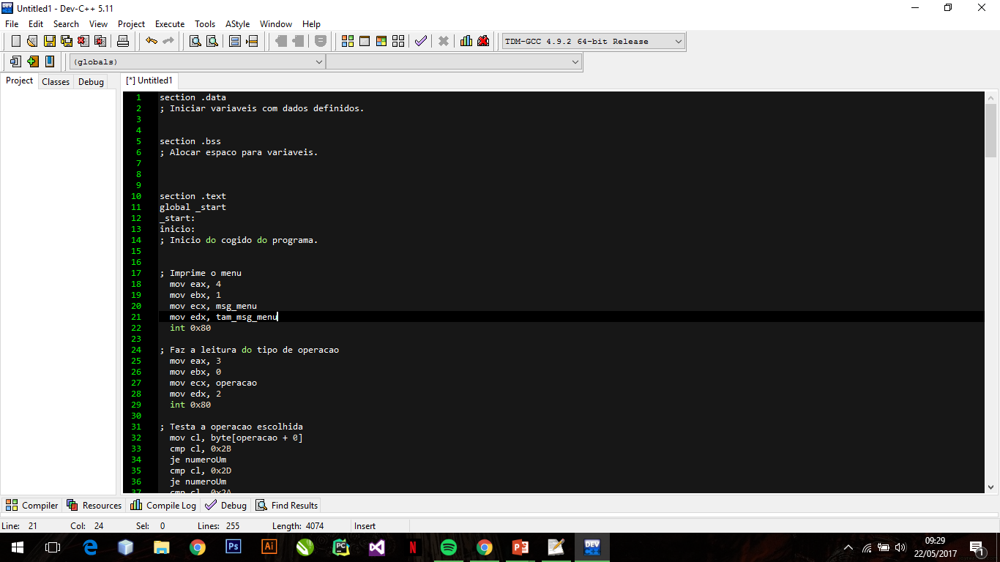 Untitled1 - Dev-C++ 5.11
File Edit Search View Project Execute Tools AStyle Window Help
TDM-GCC 4.9.2 64-bit Release
(globals)
Project Classes Debug [*] Untitled1
1 section .data
2 ; Iniciar variaveis com dados definidos.
3
4
5 section .bss
6 ; Alocar espaco para variaveis.
7
8
9
10 section .text
11 global _start
12 _start:
13 inicio:
14 ; Inicio do cogido do programa.
15
16
17 ; Imprime o menu
18 mov eax, 4
19 mov ebx, 1
20 mov ecx, msg_menu
21 mov edx, tam_msg_menu
22 int 0x80
23
24 ; Faz a leitura do tipo de operacao
25 mov eax, 3
26 mov ebx, 0
27 mov ecx, operacao
28 mov edx, 2
29 int 0x80
30
31 ; Testa a operacao escolhida
32 mov cl, byte[operacao + 0]
33 cmp cl, 0x2B
34 je numeroUm
35 cmp cl, 0x2D
36 je numeroUm
37 cmp cl, 0x2A
Compiler Resources Compile Log Debug Find Results
Line: 21 Col: 24 Sel: 0 Lines: 255 Length: 4074 Insert
Ps Ai PC N DEV
09:29
22/05/2017
1